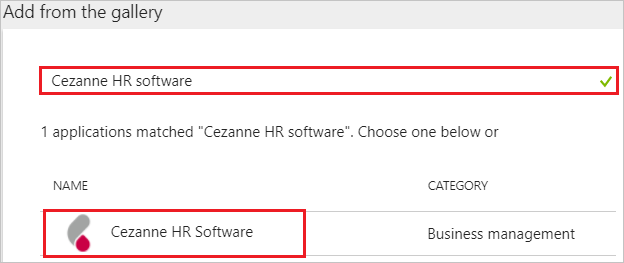 Add from the gallery
Cezanne HR software
1 applications matched "Cezanne HR software". Choose one below or
NAME CATEGORY
Cezanne HR Software Business management